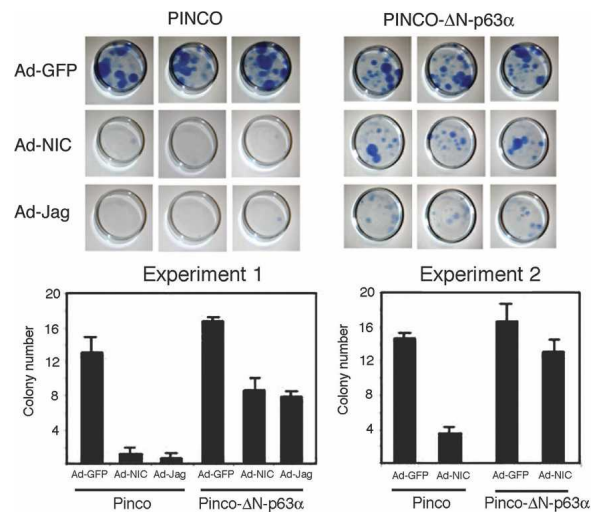 PINCO PINCO-ΔN-p63α
Ad-GFP
Ad-NIC
Ad-Jag
Experiment 1
20
16
12
8
4
Colony number
Ad-GFP Ad-NIC Ad-Jag Ad-GFP Ad-NIC Ad-Jag
Pinco Pinco-ΔN-p63α
Experiment 2
20
16
12
8
4
Colony number
Ad-GFP Ad-NIC Ad-GFP Ad-NIC
Pinco Pinco-ΔN-p63α